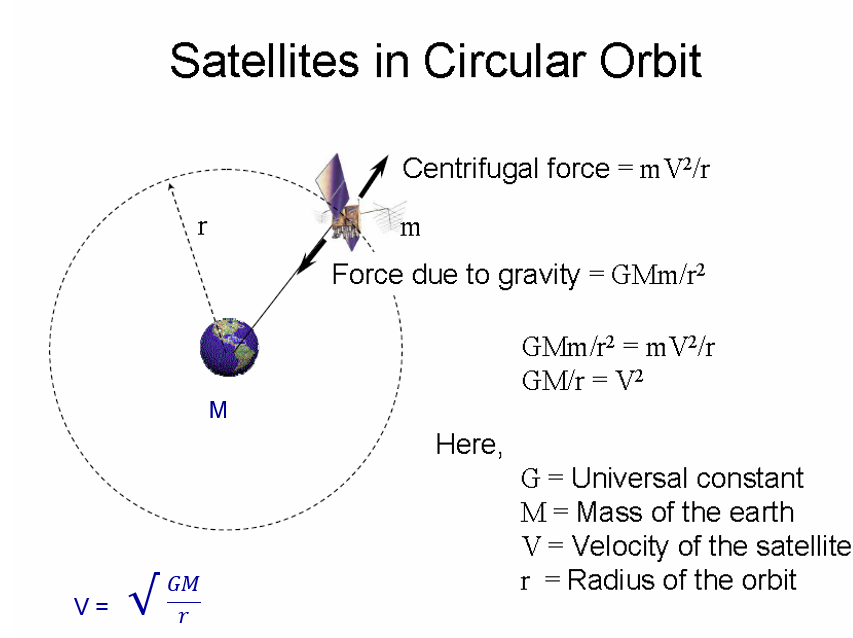 Satellites in Circular Orbit
Centrifugal force = mV²/r
r
m
Force due to gravity = GMm/r²
GMm/r² = mV²/r
GM/r = V²
M
Here,
G = Universal constant
M = Mass of the earth
V = Velocity of the satellite
r = Radius of the orbit
V = √ GM/r